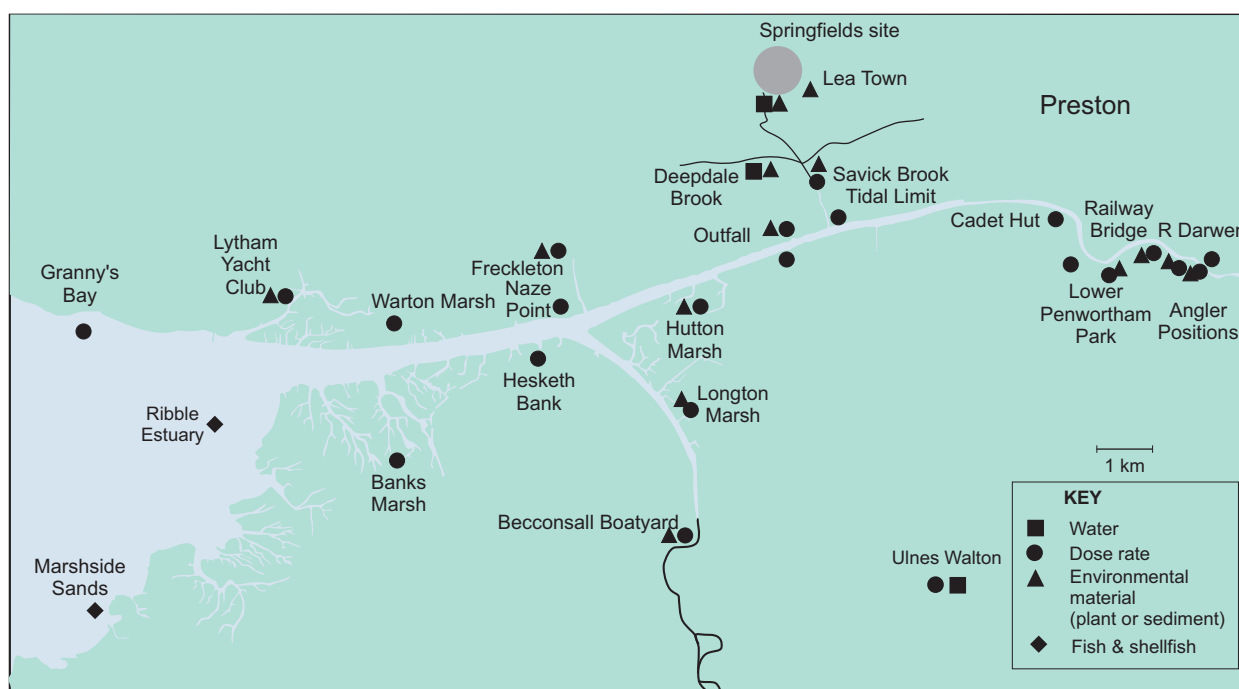 Springfields site
Lea Town
Preston
Deepdale
Brook
Savick Brook
Tidal Limit
Cadet Hut
Railway
Bridge
R Darwen
Outfall
Lytham
Yacht
Club
Granny's
Bay
Freckleton
Naze
Point
Warton Marsh
Lower
Penwortham
Park
Angler
Positions
Hutton
Marsh
Hesketh
Bank
Longton
Marsh
Ribble
Estuary
1 km
Banks
Marsh
Becconsall Boatyard
Ulnes Walton
Marshside
Sands
KEY
Water
Dose rate
Environmental
material
(plant or sediment)
Fish & shellfish